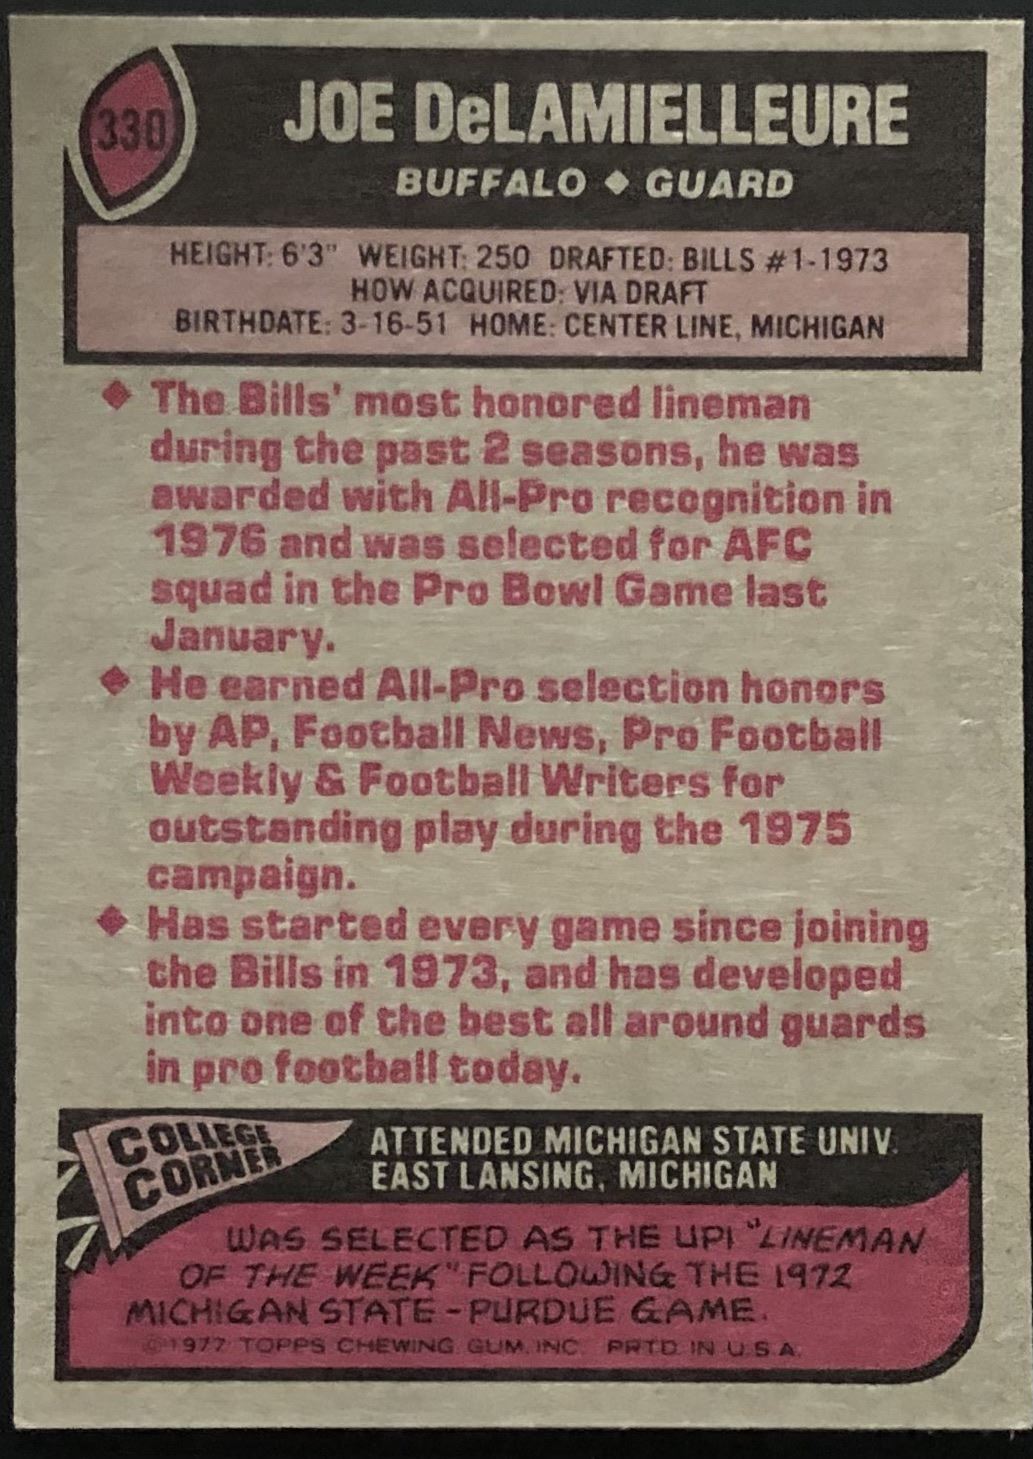 330
JOE DeLAMIELLEURE
BUFFALO ♦ GUARD
HEIGHT: 6'3" WEIGHT: 250 DRAFTED: BILLS #1-1973
HOW ACQUIRED: VIA DRAFT
BIRTHDATE: 3-16-51 HOME: CENTER LINE, MICHIGAN
♦ The Bills' most honored lineman
during the past 2 seasons, he was
awarded with All-Pro recognition in
1976 and was selected for AFC
squad in the Pro Bowl Game last
January.
♦ He earned All-Pro selection honors
by AP, Football News, Pro Football
Weekly & Football Writers for
outstanding play during the 1975
campaign.
♦ Has started every game since joining
the Bills in 1973, and has developed
into one of the best all around guards
in pro football today.
COLLEGE
CORNER
ATTENDED MICHIGAN STATE UNIV.
EAST LANSING, MICHIGAN
WAS SELECTED AS THE UPI "LINEMAN
OF THE WEEK" FOLLOWING THE 1972
MICHIGAN STATE - PURDUE GAME.
©1977 TOPPS CHEWING GUM, INC. PRTD. IN U.S.A.